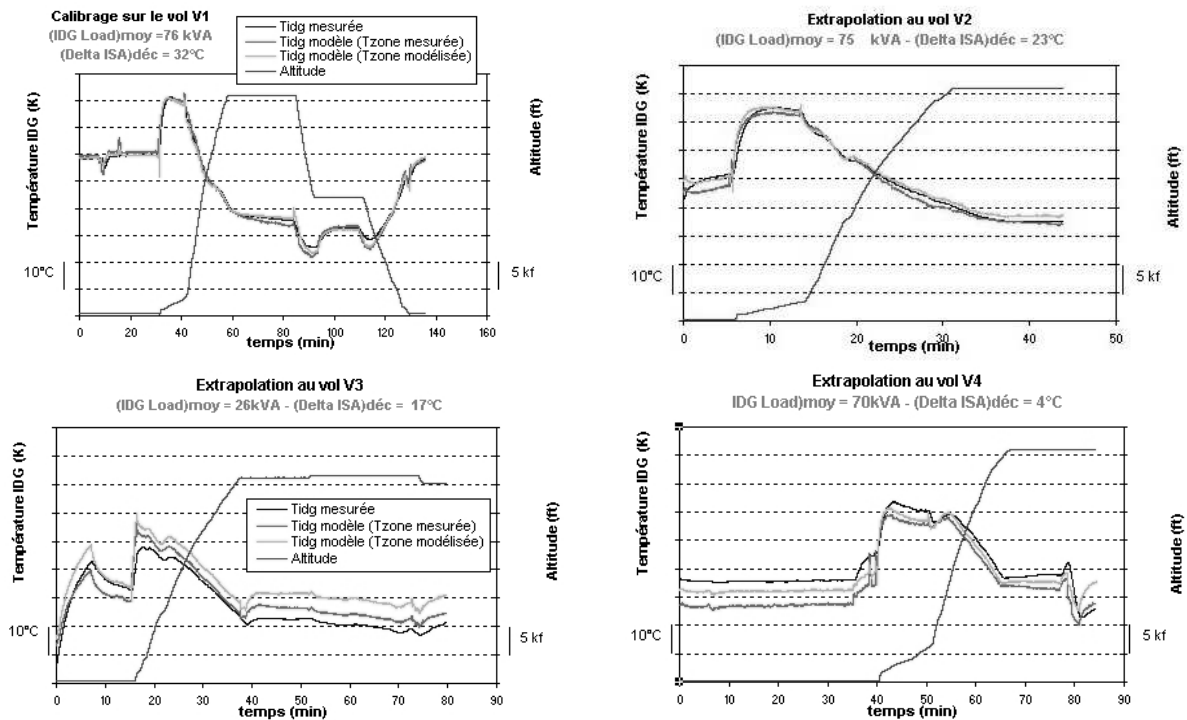 Calibrage sur le vol V1
(IDG Load)moy =76 kVA
(Delta ISA)déc = 32°C
Tidg mesurée
Tidg modèle (Tzone mesurée)
Tidg modèle (Tzone modélisée)
Altitude
Température IDG (K)
Altitude (ft)
10°C
5 kf
0 20 40 60 80 100 120 140 160
temps (min)
Extrapolation au vol V2
(IDG Load)moy = 75 kVA - (Delta ISA)déc = 23°C
Température IDG (K)
Altitude (ft)
10°C
5 kf
0 10 20 30 40 50
temps (min)
Extrapolation au vol V3
(IDG Load)moy = 26kVA - (Delta ISA)déc = 17°C
Tidg mesurée
Tidg modèle (Tzone mesurée)
Tidg modèle (Tzone modélisée)
Altitude
Température IDG (K)
Altitude (ft)
10°C
5 kf
0 10 20 30 40 50 60 70 80 90
temps (min)
Extrapolation au vol V4
IDG Load)moy = 70kVA - (Delta ISA)déc = 4°C
Température IDG (K)
Altitude (ft)
10°C
5 kf
0 10 20 30 40 50 60 70 80 90
temps (min)